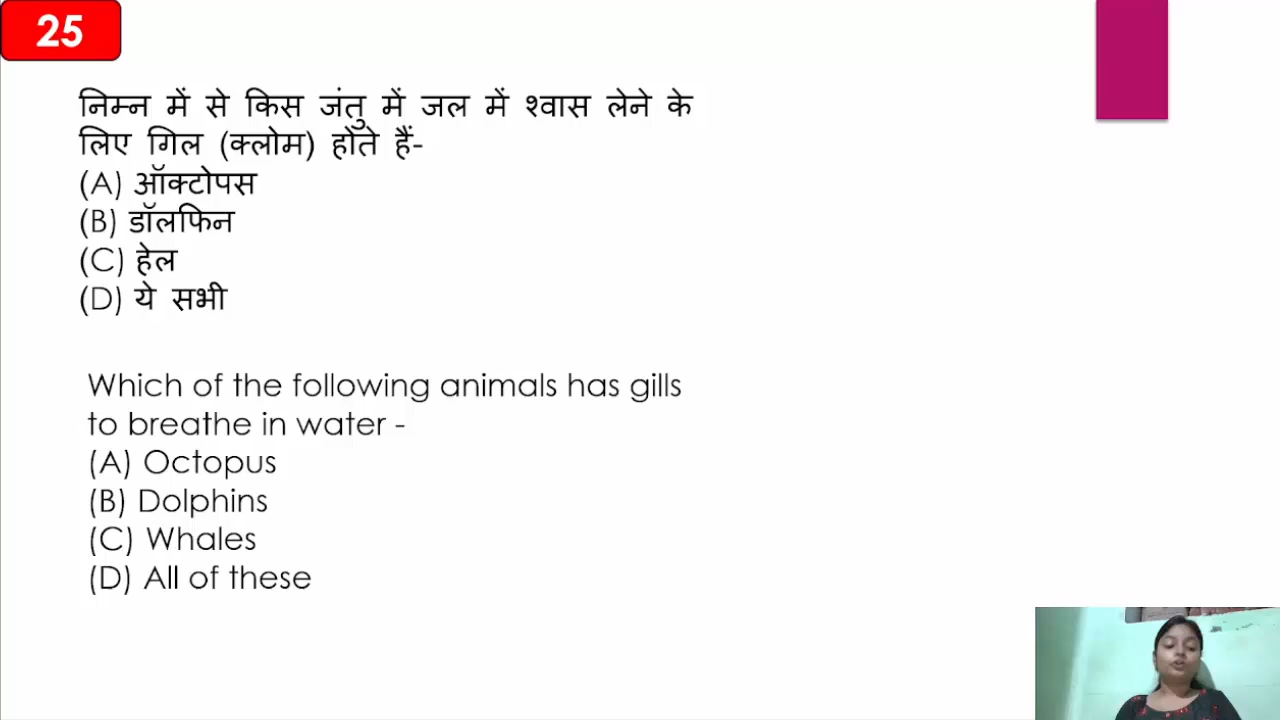 25
निम्न में से किस जंतु में जल में श्वास लेने के
लिए गिल (क्लोम) होते हैं-
(A) ऑक्टोपस
(B) डॉलफिन
(C) हेल
(D) ये सभी
Which of the following animals has gills
to breathe in water -
(A) Octopus
(B) Dolphins
(C) Whales
(D) All of these